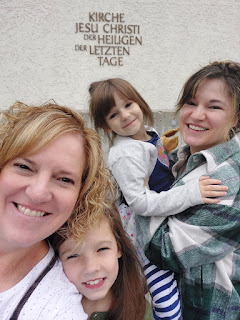 KIRCHE
JESU CHRISTI
DER HEILIGEN
DER LETZTEN
TAGE